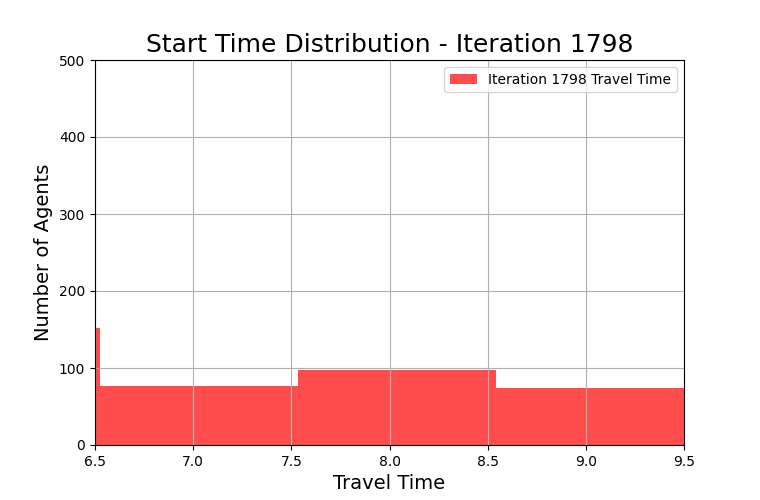 Start Time Distribution - Iteration 1798
Iteration 1798 Travel Time
Number of Agents
500
400
300
200
100
0
6.5 7.0 7.5 8.0 8.5 9.0 9.5
Travel Time